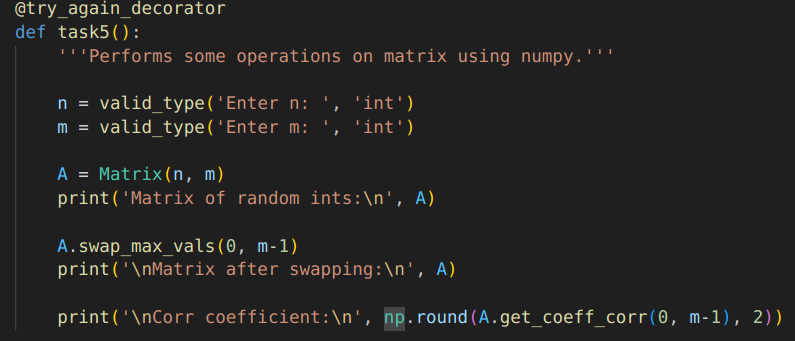 @try_again_decorator
def task5():
    '''Performs some operations on matrix using numpy.'''
    n = valid_type('Enter n: ', 'int')
    m = valid_type('Enter m: ', 'int')
    A = Matrix(n, m)
    print('Matrix of random ints:\n', A)
    A.swap_max_vals(0, m-1)
    print('\nMatrix after swapping:\n', A)
    print('\nCorr coefficient:\n', np.round(A.get_coeff_corr(0, m-1), 2))